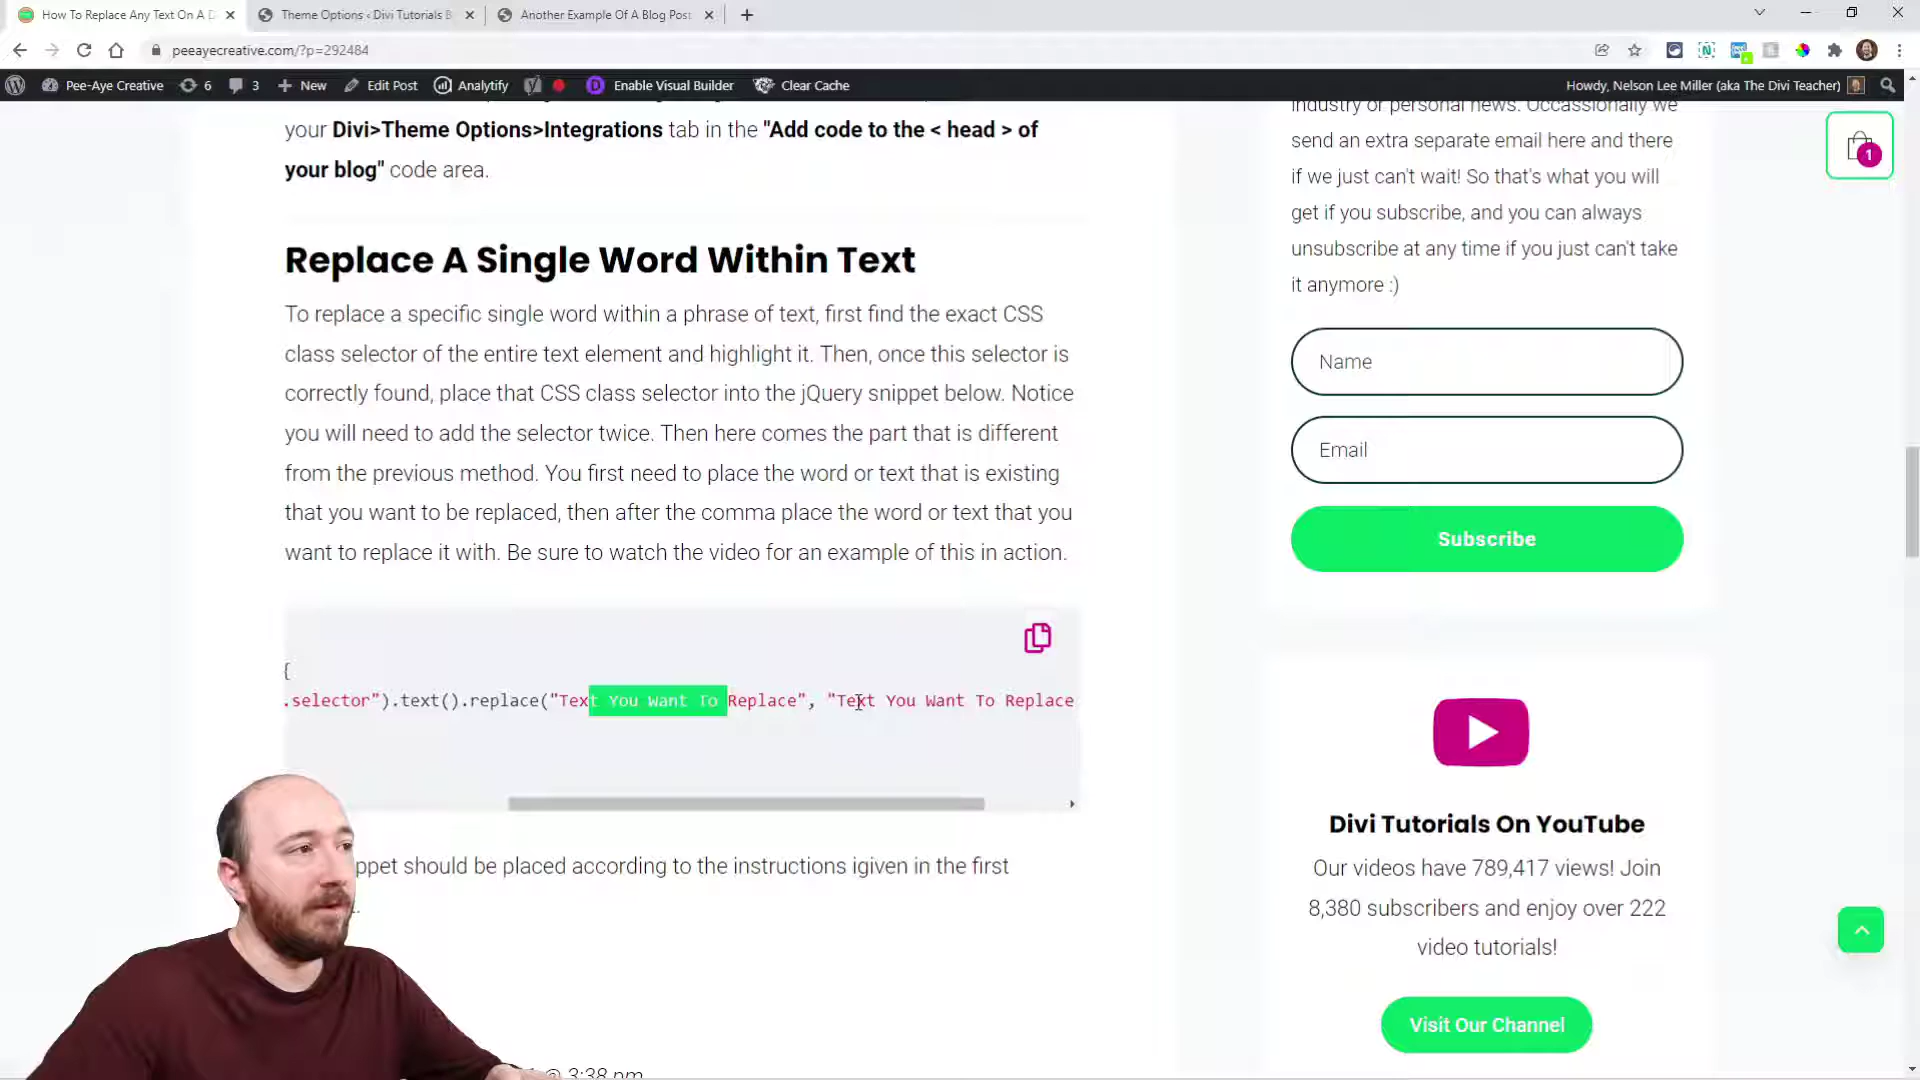 How To Replace Any Text On A D
Theme Options ‹ Divi Tutorials B
Another Example Of A Blog Post
peeayecreative.com/?p=292484
Pee-Aye Creative
6
3
New
Edit Post
Analytify
Enable Visual Builder
Clear Cache
Howdy, Nelson Lee Miller (aka The Divi Teacher)
your Divi>Theme Options>Integrations tab in the "Add code to the < head > of
your blog" code area.
Replace A Single Word Within Text
To replace a specific single word within a phrase of text, first find the exact CSS
class selector of the entire text element and highlight it. Then, once this selector is
correctly found, place that CSS class selector into the jQuery snippet below. Notice
you will need to add the selector twice. Then here comes the part that is different
from the previous method. You first need to place the word or text that is existing
that you want to be replaced, then after the comma place the word or text that you
want to replace it with. Be sure to watch the video for an example of this in action.
{
.selector").text().replace("Text You Want To Replace", "Text You Want To Replace
ppet should be placed according to the instructions igiven in the first
@ 3:38 pm
industry or personal news. Occassionally we
send an extra separate email here and there
if we just can't wait! So that's what you will
get if you subscribe, and you can always
unsubscribe at any time if you just can't take
it anymore :)
Name
Email
Subscribe
Divi Tutorials On YouTube
Our videos have 789,417 views! Join
8,380 subscribers and enjoy over 222
video tutorials!
Visit Our Channel
1